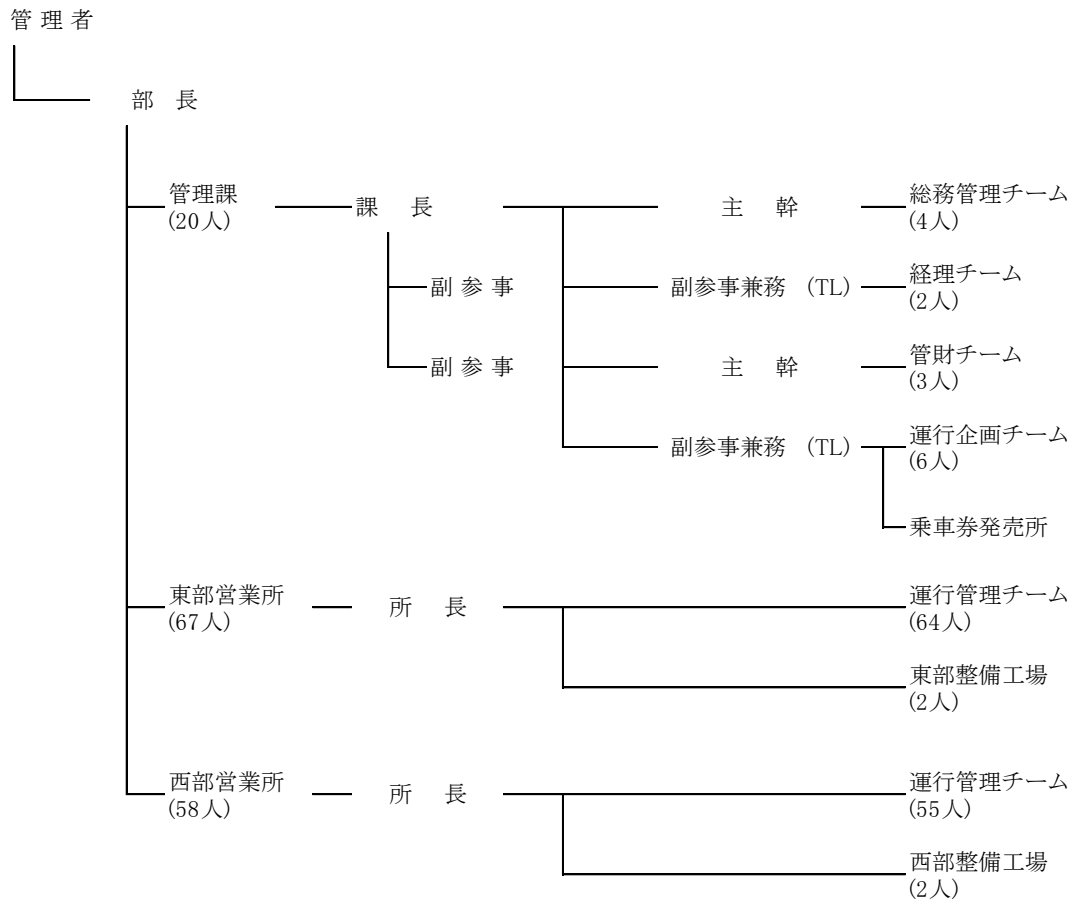 管理者
部長
管理課
(20人)
課長
主幹
総務管理チーム
(4人)
副参事
副参事兼務 (TL)
経理チーム
(2人)
副参事
主幹
管財チーム
(3人)
副参事兼務 (TL)
運行企画チーム
(6人)
乗車券発売所
東部営業所
(67人)
所長
運行管理チーム
(64人)
東部整備工場
(2人)
西部営業所
(58人)
所長
運行管理チーム
(55人)
西部整備工場
(2人)